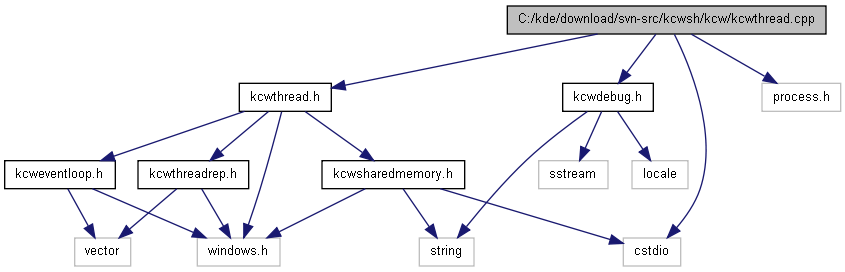 C:/kde/download/svn-src/kcwsh/kcw/kcwthread.cpp
kcwthread.h
kcwdebug.h
process.h
kcweventloop.h
kcwthreadrep.h
kcwsharedmemory.h
sstream
locale
vector
windows.h
string
cstdio